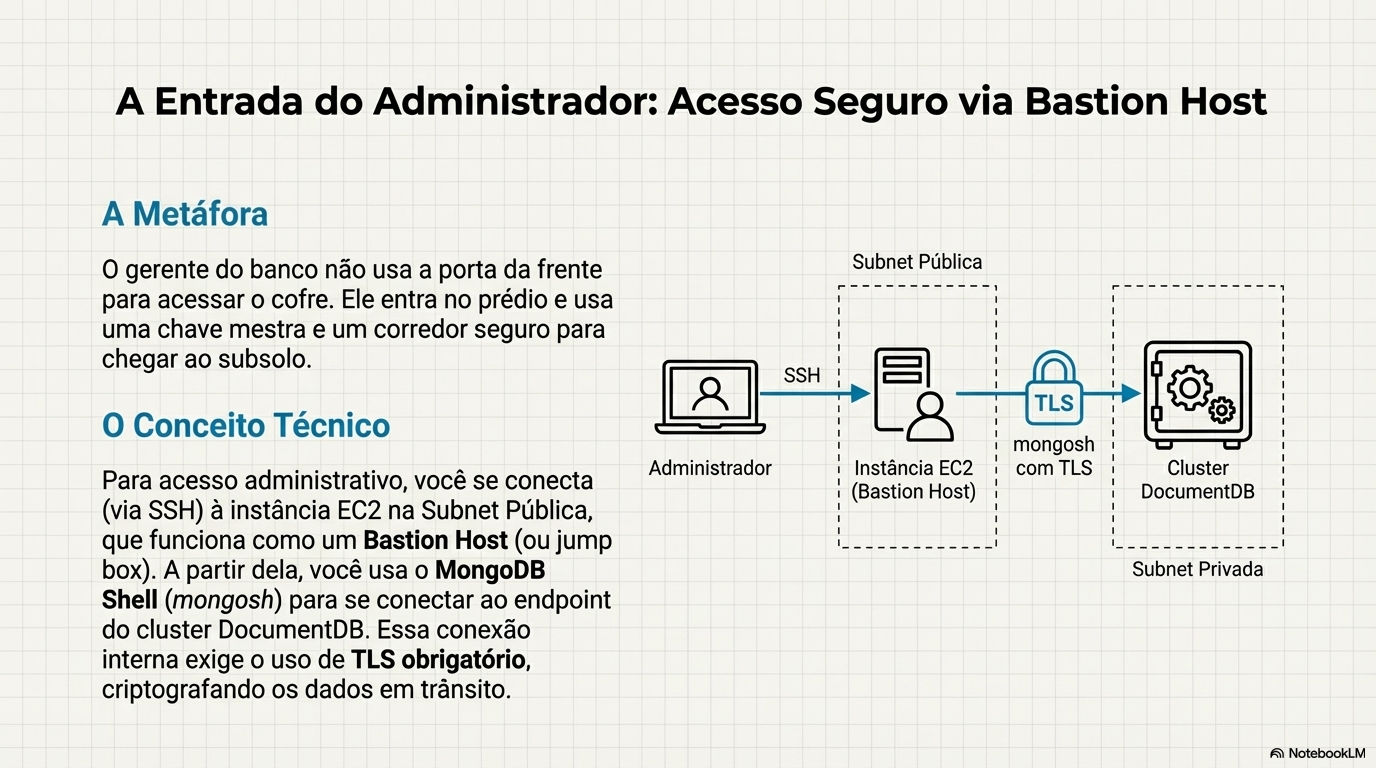 A Entrada do Administrador: Acesso Seguro via Bastion Host
A Metáfora
O gerente do banco não usa a porta da frente
para acessar o cofre. Ele entra no prédio e usa
uma chave mestra e um corredor seguro para
chegar ao subsolo.
O Conceito Técnico
Para acesso administrativo, você se conecta
(via SSH) à instância EC2 na Subnet Pública,
que funciona como um Bastion Host (ou jump
box). A partir dela, você usa o MongoDB
Shell (mongosh) para se conectar ao endpoint
do cluster DocumentDB. Essa conexão
interna exige o uso de TLS obrigatório,
criptografando os dados em trânsito.
Subnet Pública
SSH
TLS
Administrador
Instância EC2
(Bastion Host)
mongosh
com TLS
Cluster
DocumentDB
Subnet Privada
NotebookLM